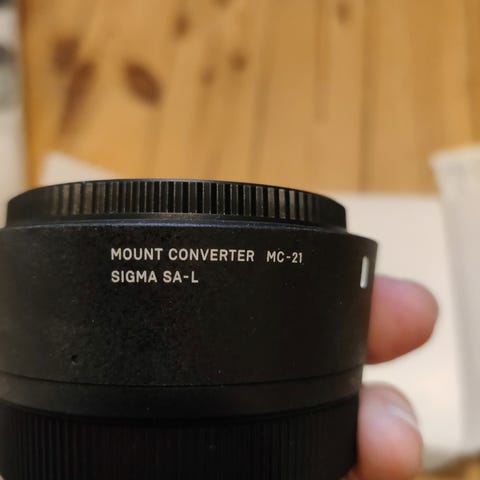 MOUNT CONVERTER MC-21
SIGMA SA-L